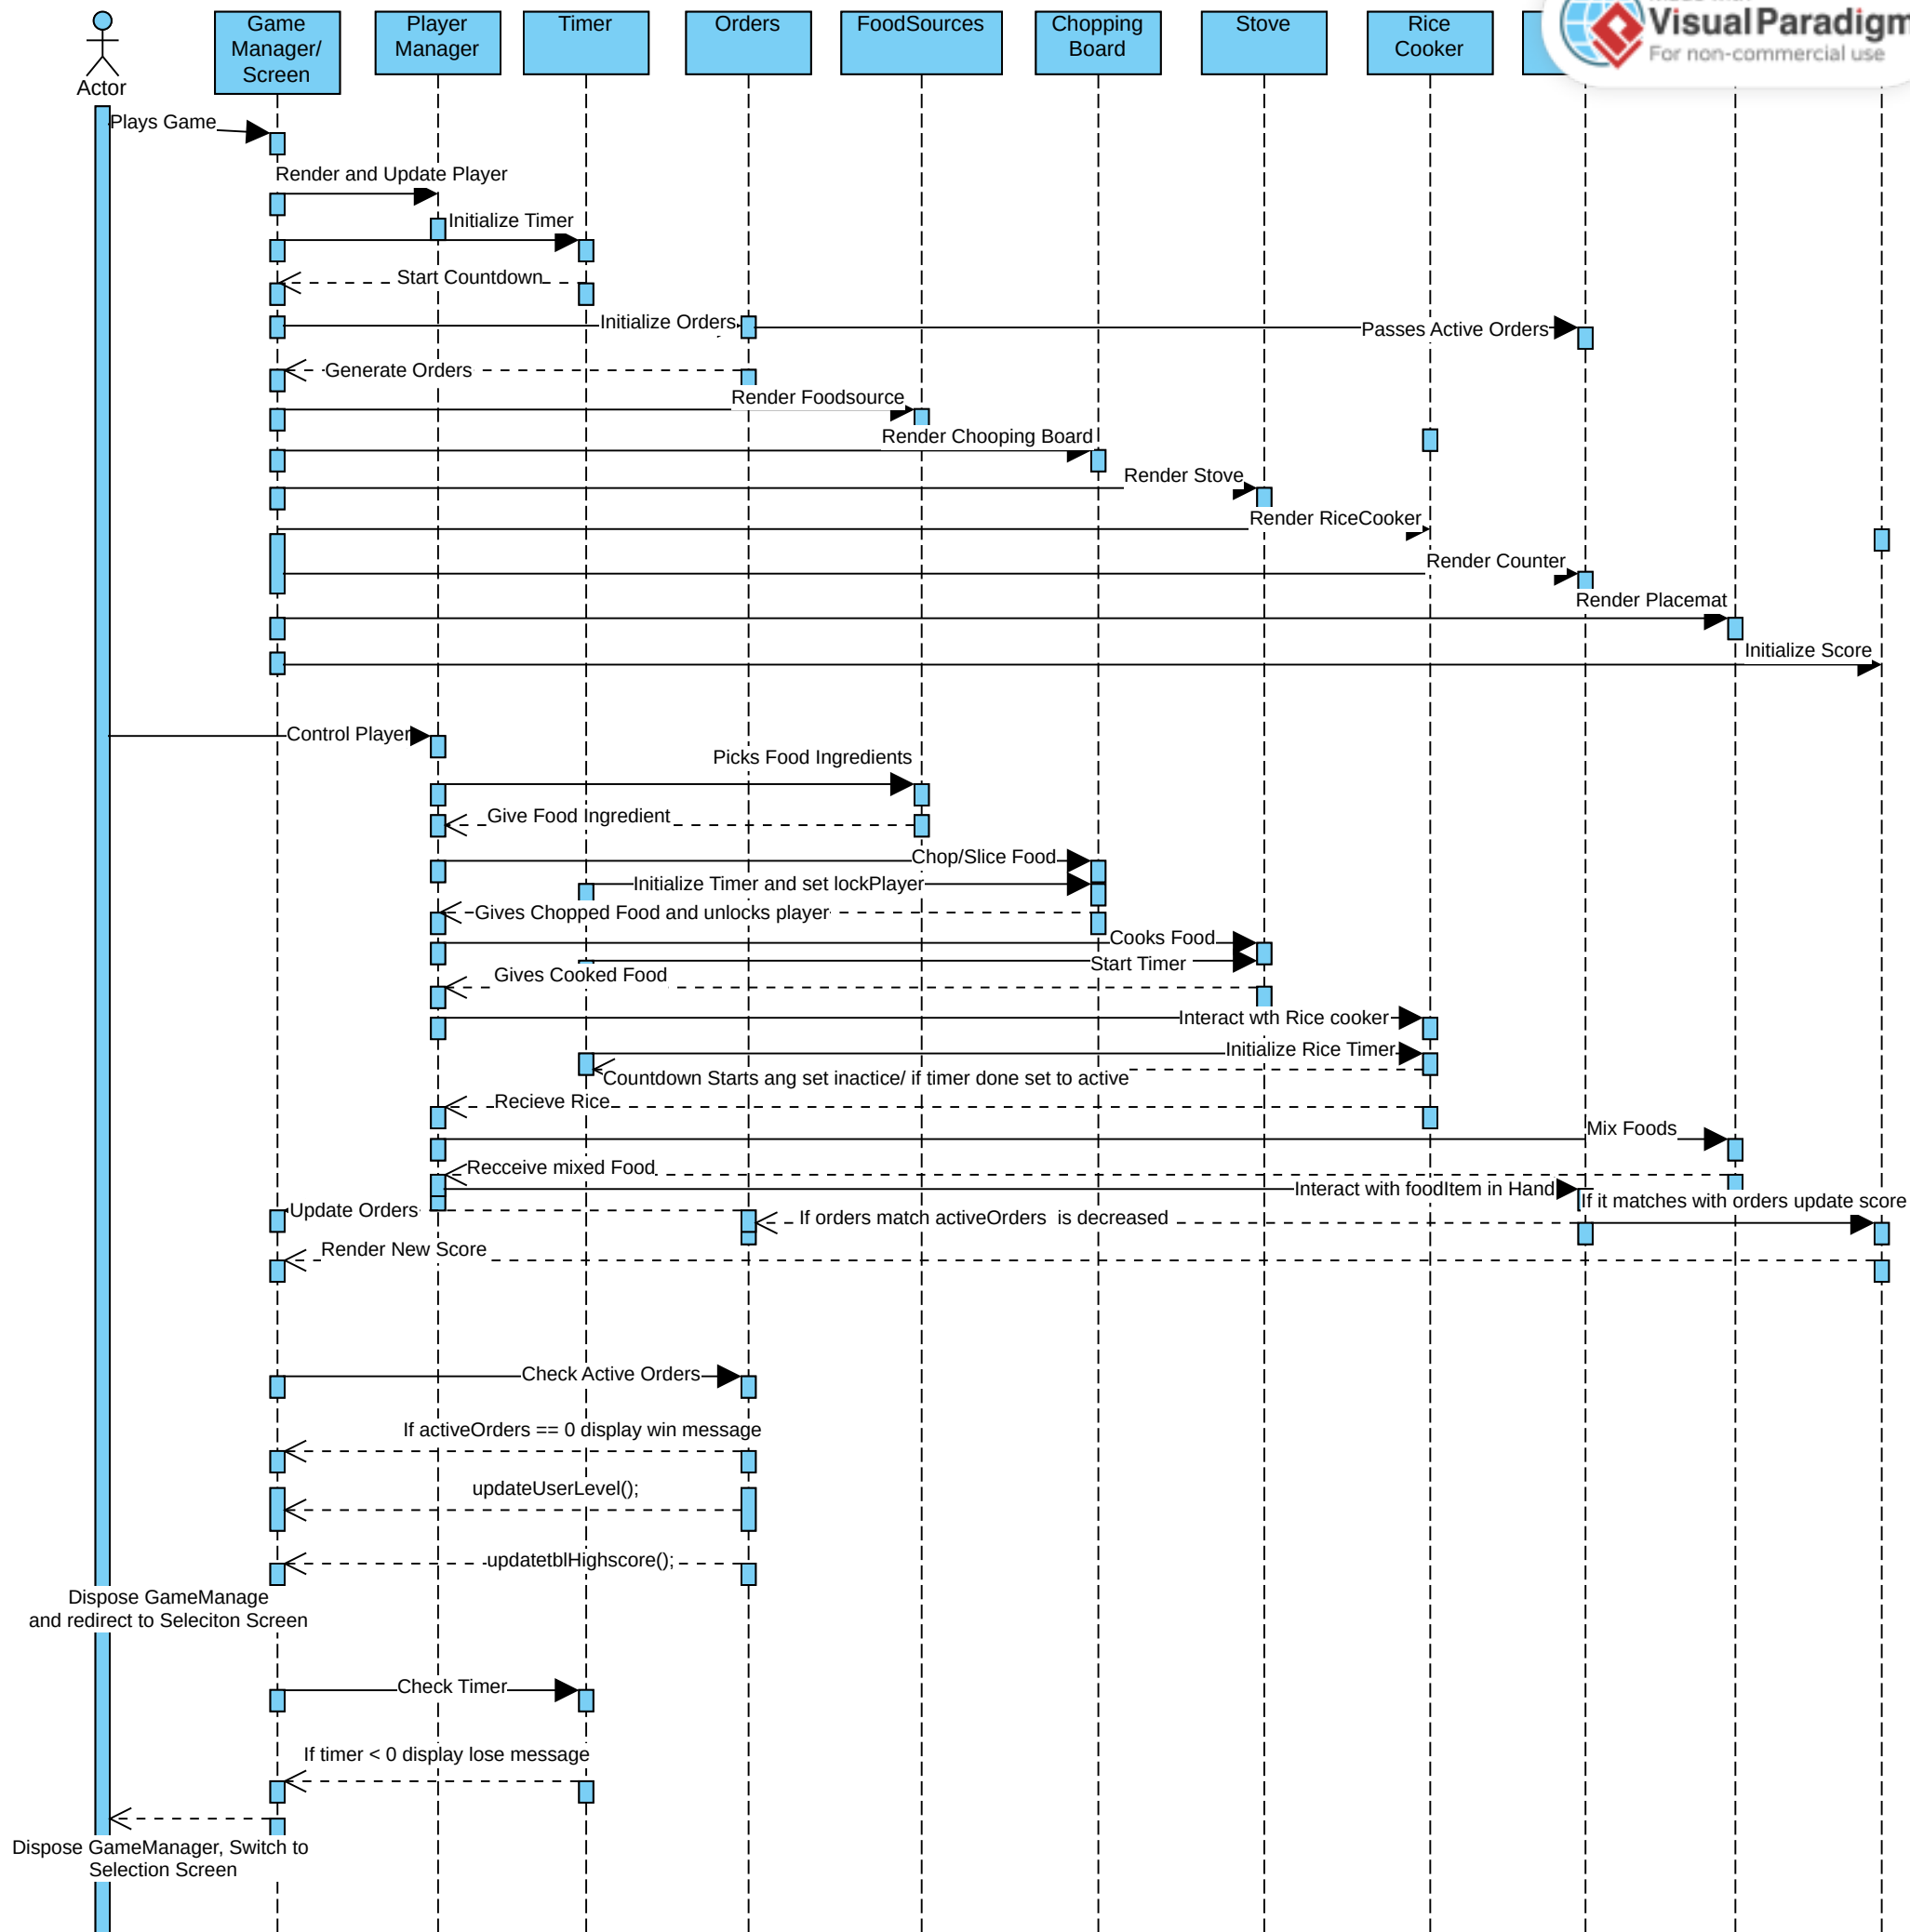 Game
Manager/
Screen
Player
Manager
Timer
Orders
FoodSources
Chopping
Board
Stove
Rice
Cooker
Visual Paradigm
For non-commercial use
Actor
Plays Game
Render and Update Player
Initialize Timer
Start Countdown
Initialize Orders
Passes Active Orders
Generate Orders
Render Foodsource
Render Chooping Board
Render Stove
Render RiceCooker
Render Counter
Render Placemat
Initialize Score
Control Player
Picks Food Ingredients
Give Food Ingredient
Chop/Slice Food
Initialize Timer and set lockPlayer
Gives Chopped Food and unlocks player
Cooks Food
Start Timer
Gives Cooked Food
Interact wth Rice cooker
Initialize Rice Timer
Countdown Starts ang set inactice/ if timer done set to active
Recieve Rice
Mix Foods
Recceive mixed Food
Interact with foodItem in Hand
If it matches with orders update score
Update Orders
If orders match activeOrders is decreased
Render New Score
Check Active Orders
If activeOrders == 0 display win message
updateUserLevel();
updatetblHighscore();
Dispose GameManage
and redirect to Seleciton Screen
Check Timer
If timer < 0 display lose message
Dispose GameManager, Switch to
Selection Screen